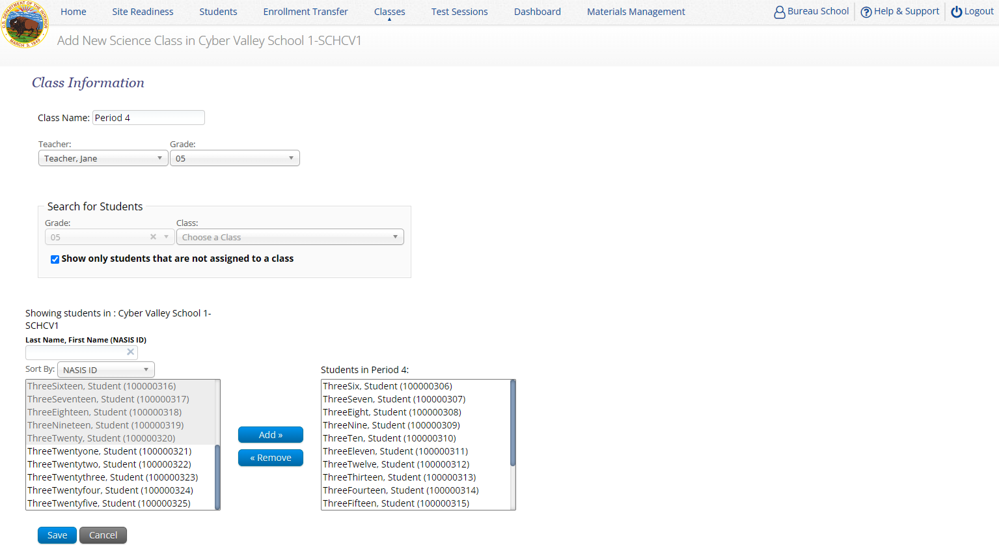 U.S. DEPARTMENT OF THE INTERIOR
MARCH 3, 1849
Home Site Readiness Students Enrollment Transfer Classes Test Sessions Dashboard Materials Management Bureau School Help & Support Logout
Add New Science Class in Cyber Valley School 1-SCHCV1
Class Information
Class Name: Period 4
Teacher: Grade:
Teacher, Jane 05
Search for Students
Grade: Class:
05 Choose a Class
Show only students that are not assigned to a class
Showing students in : Cyber Valley School 1-
SCHCV1
Last Name, First Name (NASIS ID)
Sort By: NASIS ID
ThreeSixteen, Student (100000316)
ThreeSeventeen, Student (100000317)
ThreeEighteen, Student (100000318)
ThreeNineteen, Student (100000319)
ThreeTwenty, Student (100000320)
ThreeTwentyone, Student (100000321)
ThreeTwentytwo, Student (100000322)
ThreeTwentythree, Student (100000323)
ThreeTwentyfour, Student (100000324)
ThreeTwentyfive, Student (100000325)
Add »
« Remove
Students in Period 4:
ThreeSix, Student (100000306)
ThreeSeven, Student (100000307)
ThreeEight, Student (100000308)
ThreeNine, Student (100000309)
ThreeTen, Student (100000310)
ThreeEleven, Student (100000311)
ThreeTwelve, Student (100000312)
ThreeThirteen, Student (100000313)
ThreeFourteen, Student (100000314)
ThreeFifteen, Student (100000315)
Save Cancel